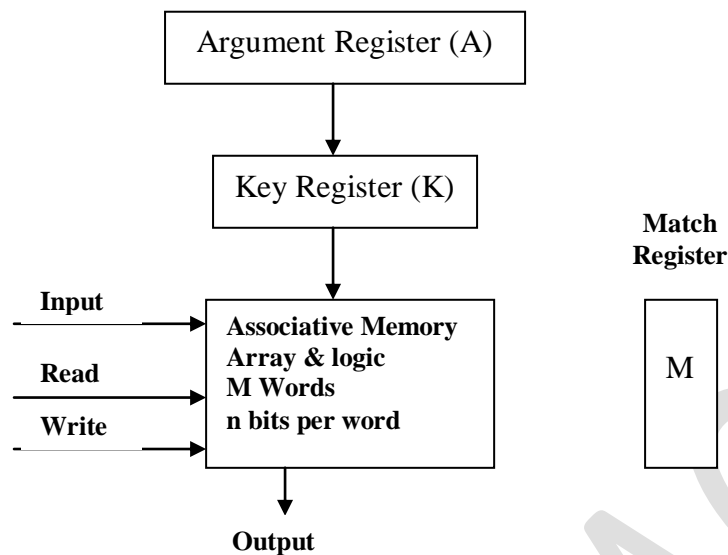 Argument Register (A)
Key Register (K)
Match
Register
Input
Read
Write
Associative Memory
Array & logic
M Words
n bits per word
M
Output